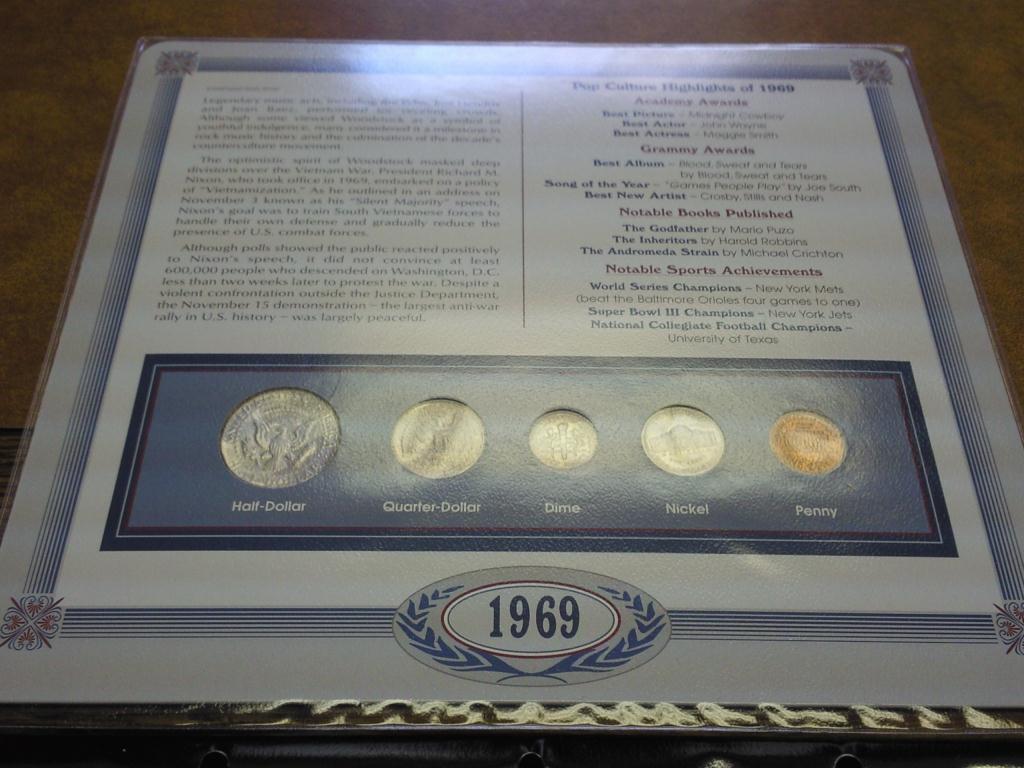 Legendary music acts, including the Who, Jimi Hendrix
and Joan Baez, performed for
Although some viewed Woodstock as a symbol of
youthful indulgence, many considered it a milestone in
rock music history and the culmination of the decade's
counterculture movement.
The optimistic spirit of Woodstock masked deep
divisions over the Vietnam War. President Richard M.
Nixon, who took office in 1969, embarked on a policy
of "Vietnamization." As he outlined in an address on
November 3 known as his "Silent Majority" speech,
Nixon's goal was to train South Vietnamese forces to
handle their own defense and gradually reduce the
presence of U.S. combat forces.
Although polls showed the public reacted positively
to Nixon's speech, it did not convince at least
600,000 people who descended on Washington, D.C.
less than two weeks later to protest the war. Despite a
violent confrontation outside the Justice Department,
the November 15 demonstration – the largest anti-war
rally in U.S. history – was largely peaceful.
Pop Culture Highlights of 1969
Academy Awards
Best Picture – Midnight Cowboy
Best Actor – John Wayne
Best Actress – Maggie Smith
Grammy Awards
Best Album – Blood, Sweat and Tears
by Blood, Sweat and Tears
Song of the Year – "Games People Play" by Joe South
Best New Artist – Crosby, Stills and Nash
Notable Books Published
The Godfather by Mario Puzo
The Inheritors by Harold Robbins
The Andromeda Strain by Michael Crichton
Notable Sports Achievements
World Series Champions – New York Mets
(beat the Baltimore Orioles four games to one)
Super Bowl III Champions – New York Jets
National Collegiate Football Champions –
University of Texas
Half-Dollar
Quarter-Dollar
Dime
Nickel
Penny
1969